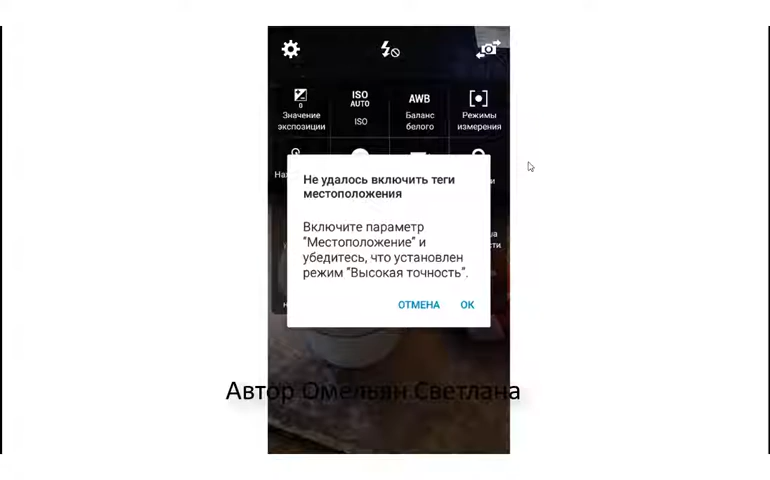 0
ISO
AUTO
AWB
Значение
экспозиции
ISO
Баланс
белого
Режимы
измерения
Не удалось включить теги
местоположения
Включите параметр
"Местоположение" и
убедитесь, что установлен
режим "Высокая точность".
ОТМЕНА
ОК
Автор Омельян Светлана